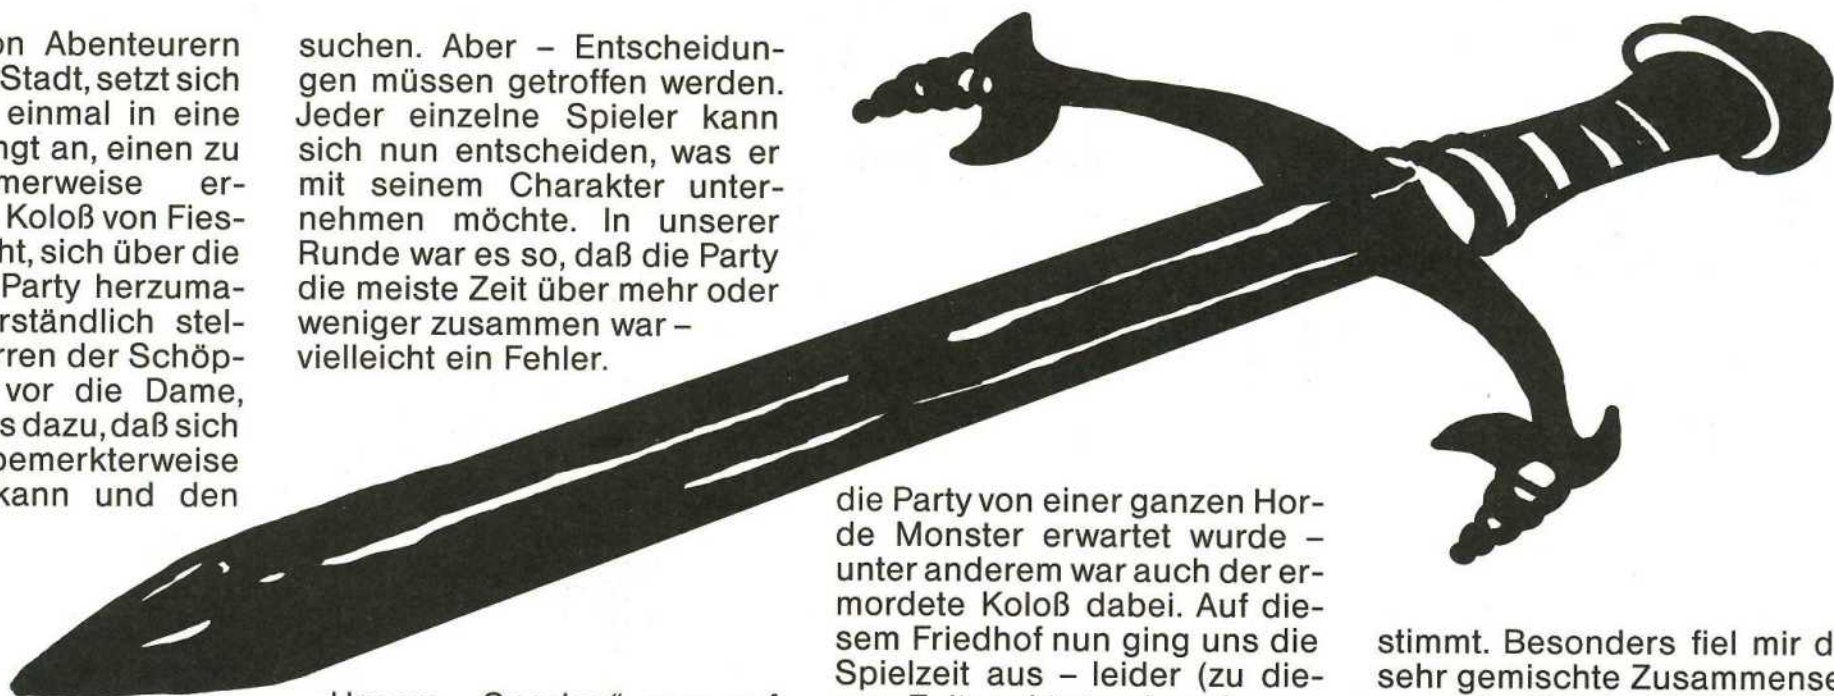 on Abenteurern
Stadt, setzt sich
einmal in eine
ngt an, einen zu
merweise er-
Koloß von Fies-
ht, sich über die
Party herzuma-
rständlich stel-
rren der Schöp-
vor die Dame,
s dazu, daß sich
bemerkterweise
kann und den
suchen. Aber – Entscheidun-
gen müssen getroffen werden.
Jeder einzelne Spieler kann
sich nun entscheiden, was er
mit seinem Charakter unter-
nehmen möchte. In unserer
Runde war es so, daß die Party
die meiste Zeit über mehr oder
weniger zusammen war –
vielleicht ein Fehler.
die Party von einer ganzen Hor-
de Monster erwartet wurde –
unter anderem war auch der er-
mordete Koloß dabei. Auf die-
sem Friedhof nun ging uns die
Spielzeit aus – leider (zu die-
stimmt. Besonders fiel mir d
sehr gemischte Zusammense